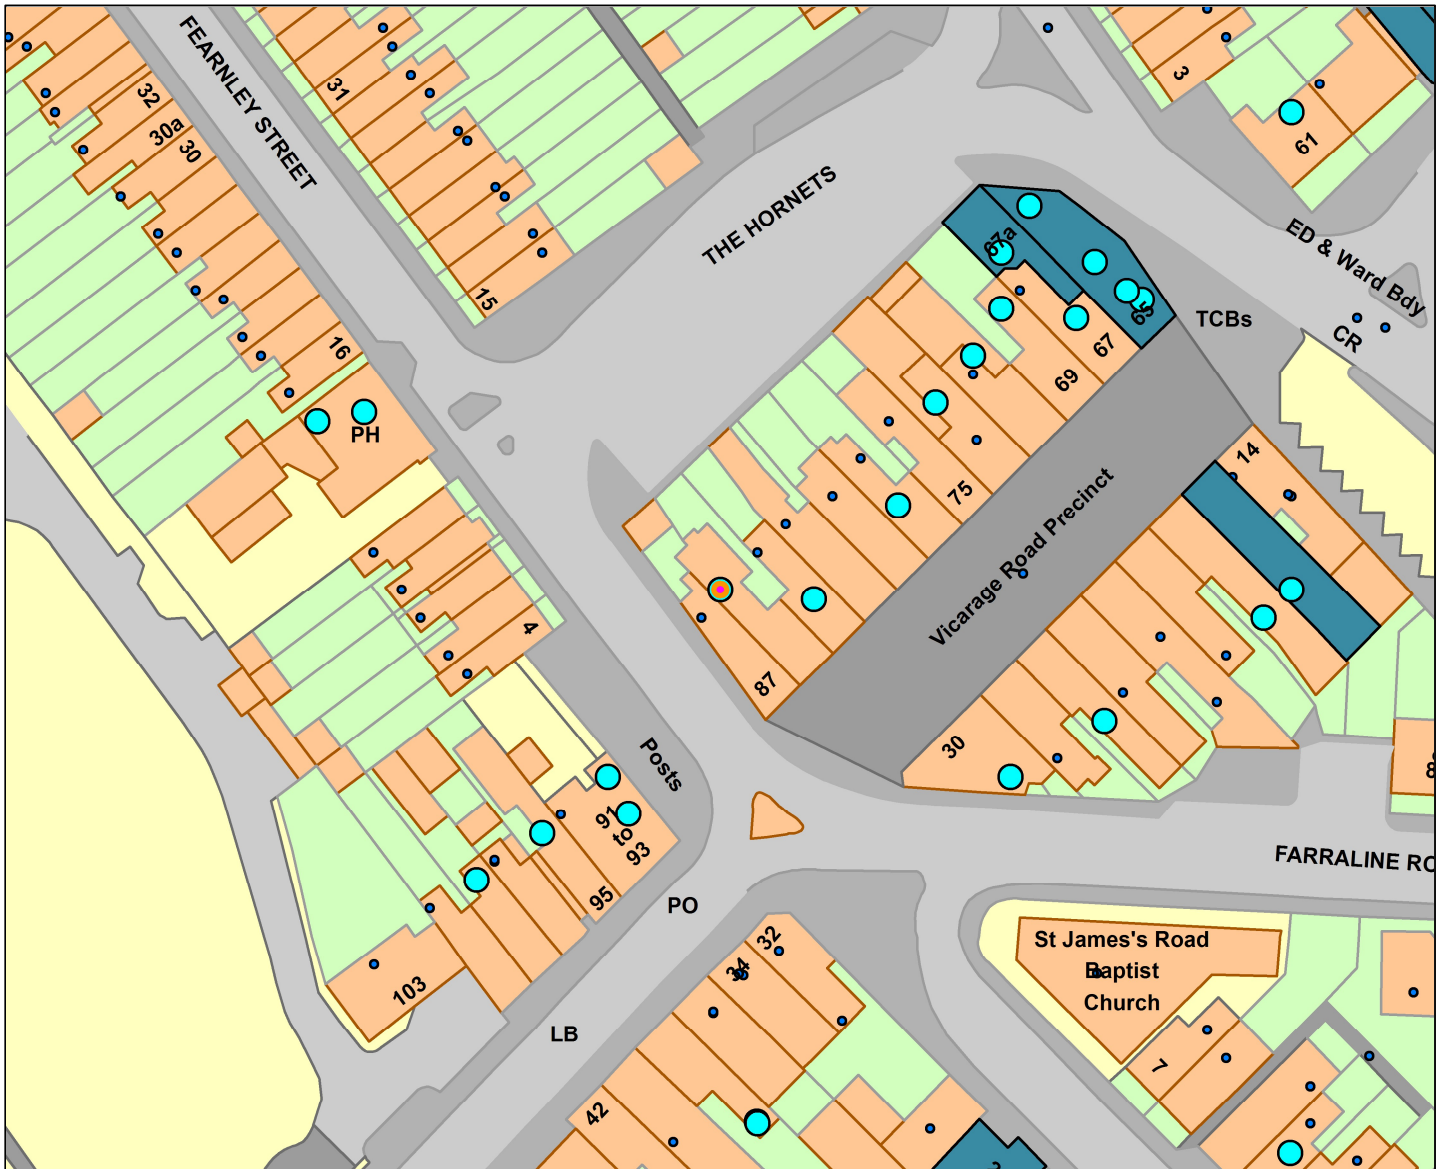 FEARNLEY STREET
32
30a
30
31
15
16
PH
4
THE HORNETS
3
61
ED & Ward Bdy
CR
TCBs
67a
65
67
69
75
87
Vicarage Road Precinct
14
30
Posts
91
to
93
95
103
PO
LB
32
34
42
FARRALINE RO
St James's Road
Baptist
Church
7